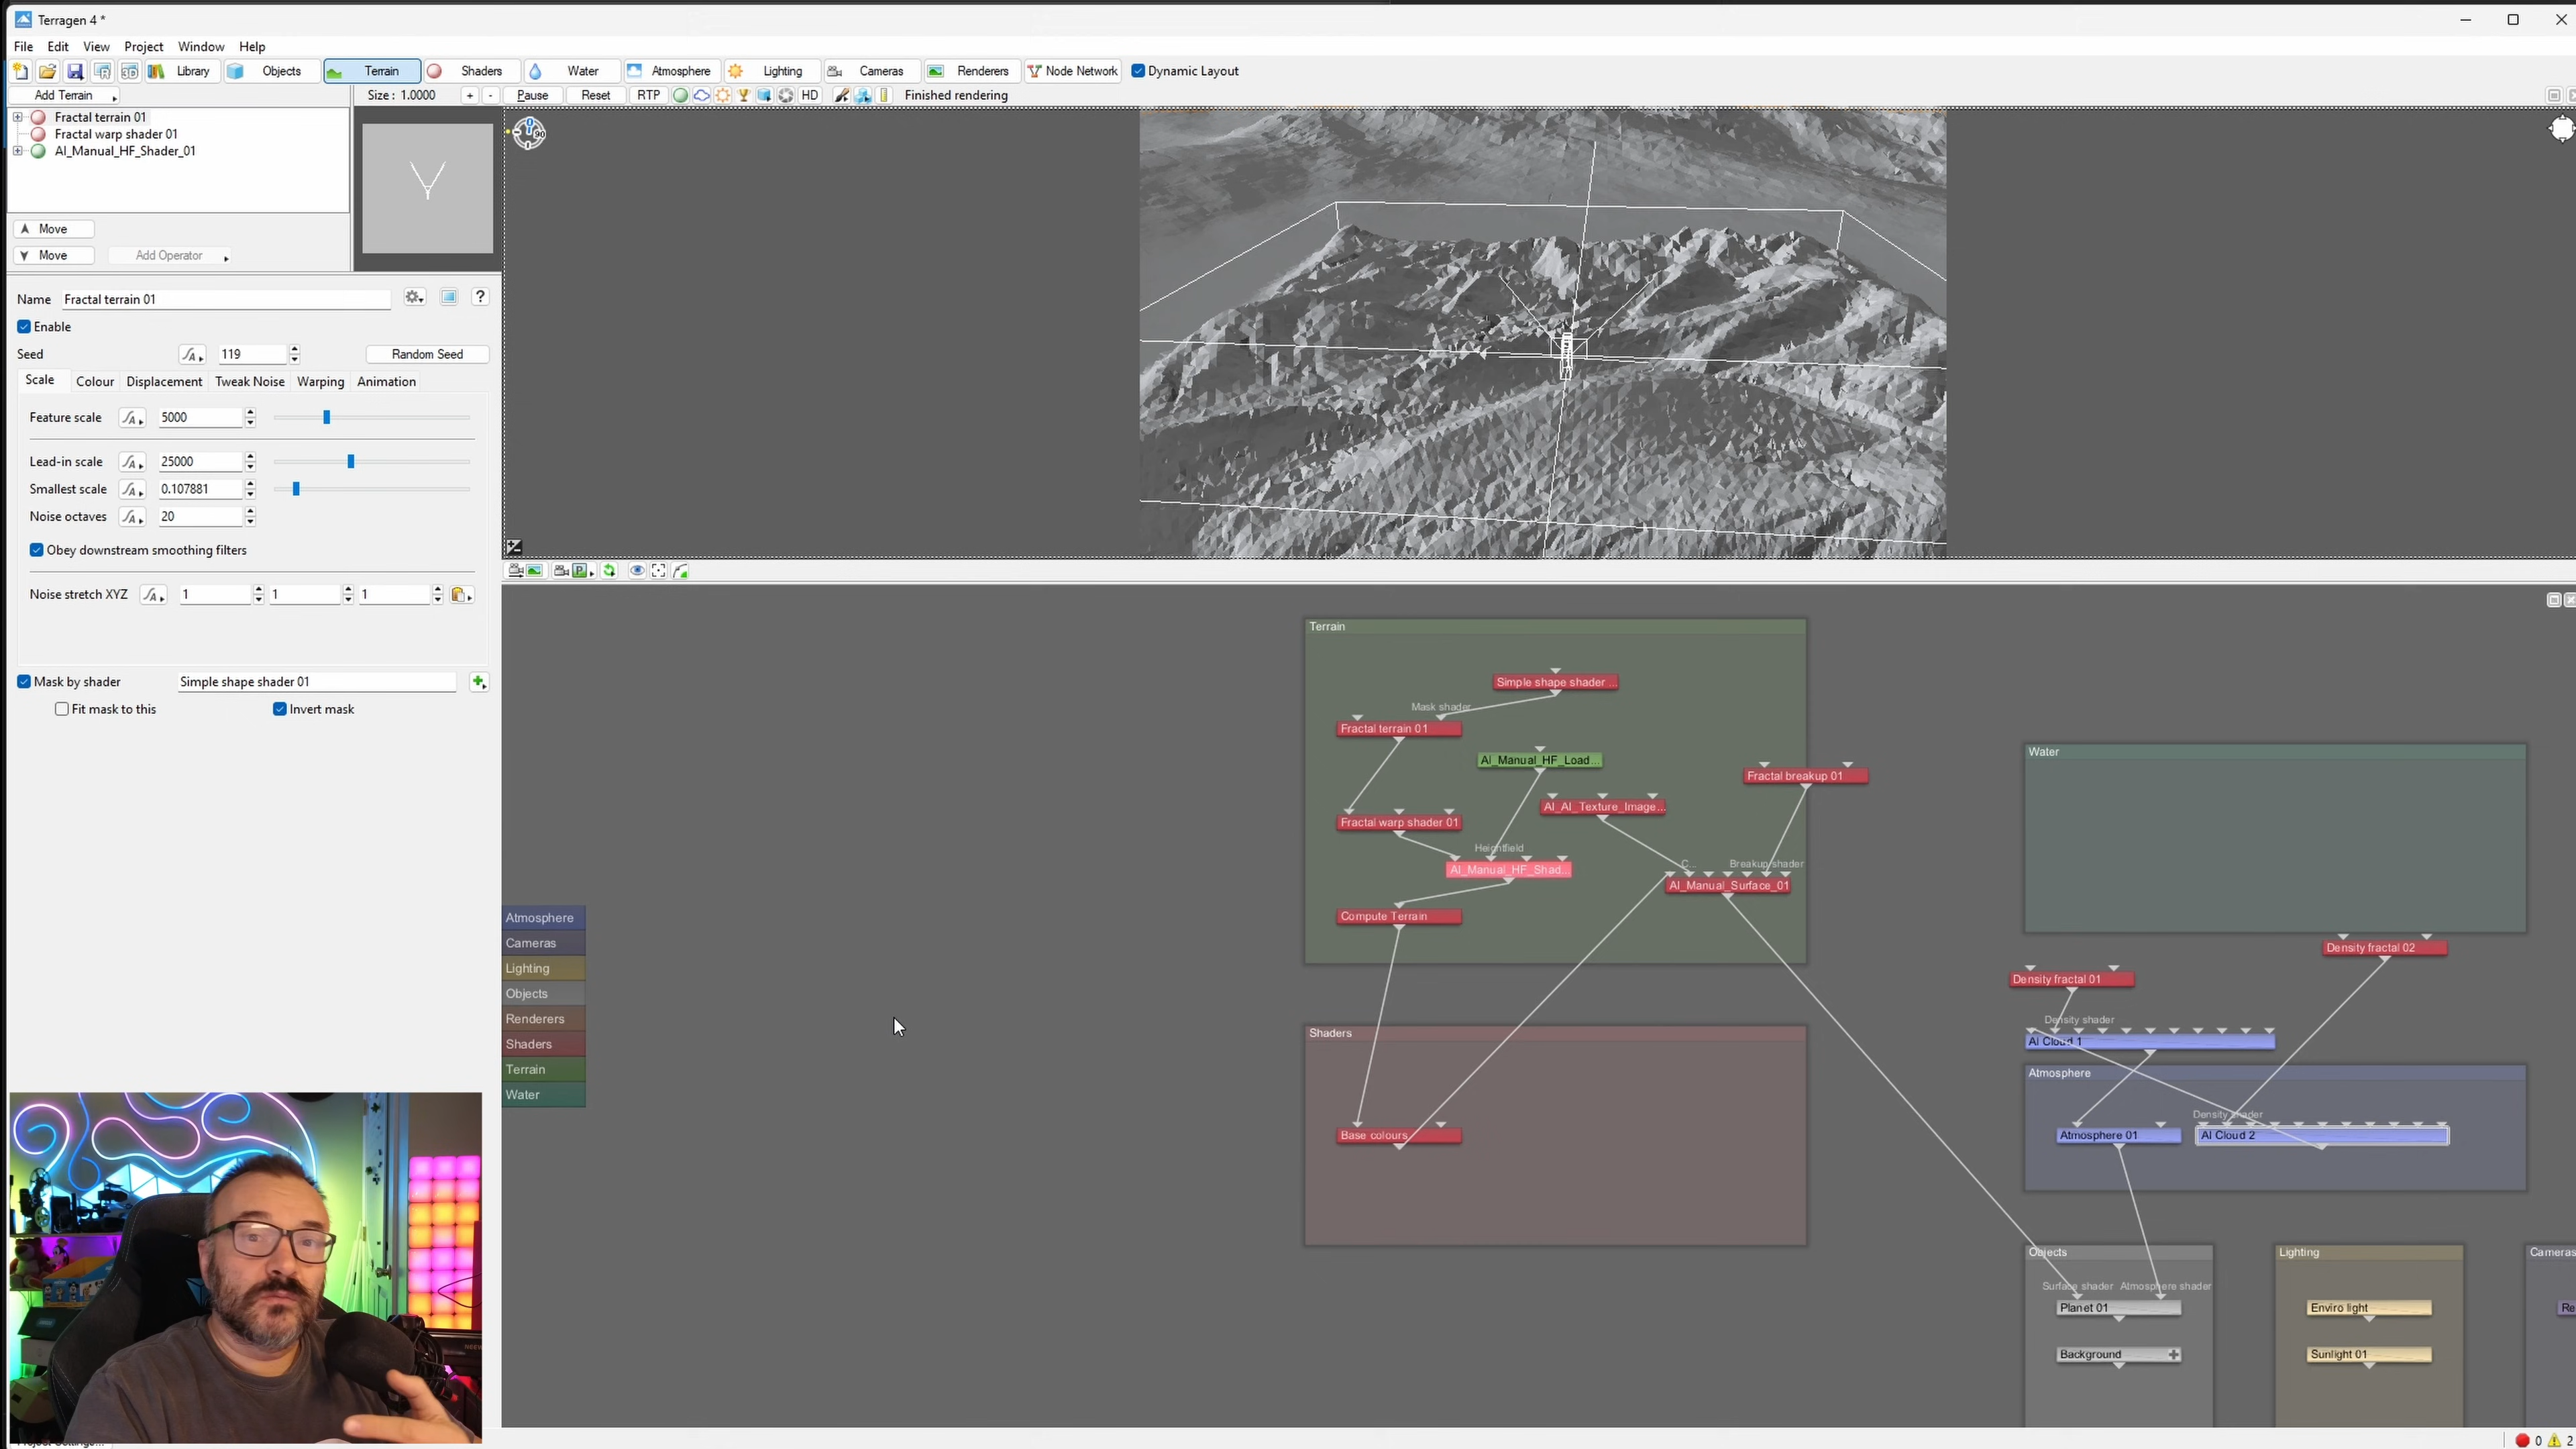 Terragen 4 *
File Edit View Project Window Help
Library Objects Terrain Shaders Water Atmosphere Lighting Cameras Renderers Node Network Dynamic Layout
Add Terrain Size : 1.0000 + - Pause Reset RTP HD Finished rendering
Fractal terrain 01
Fractal warp shader 01
AI_Manual_HF_Shader_01
Move
Move Add Operator
Name Fractal terrain 01 ?
Enable
Seed 119 Random Seed
Scale Colour Displacement Tweak Noise Warping Animation
Feature scale 5000
Lead-in scale 25000
Smallest scale 0.107881
Noise octaves 20
Obey downstream smoothing filters
Noise stretch XYZ 1 1 1
Mask by shader Simple shape shader 01
Fit mask to this Invert mask
Atmosphere
Cameras
Lighting
Objects
Renderers
Shaders
Terrain
Water
Terrain
Simple shape shader ...
Mask shader
Fractal terrain 01
AI_Manual_HF_Load...
AI_AI_Texture_Image...
Fractal breakup 01
Fractal warp shader 01
Heightfield
C... Breakup shader
AI_Manual_HF_Shad...
AI_Manual_Surface_01
Compute Terrain
Shaders
Base colours
Water
Density fractal 02
Density fractal 01
Density shader
AI Cloud 1
Atmosphere
Density shader
Atmosphere 01 AI Cloud 2
Objects
Surface shader Atmosphere shader
Planet 01
Background
Lighting
Enviro light
Sunlight 01
Cameras
Re
0 2